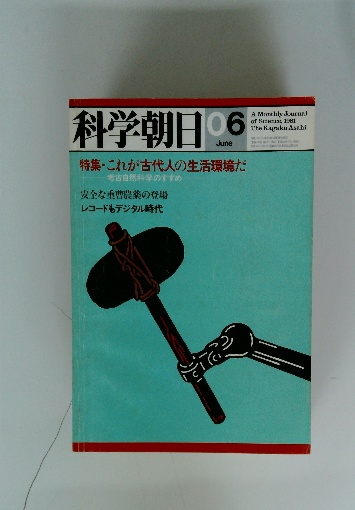 科学朝日
06
June
A Monthly Journal
of Science, 1981
The Kagaku Asahi
特集・これが古代人の生活環境だ
考古自然科学のすすめ
安全な重曹農薬の登場
レコードもデジタル時代